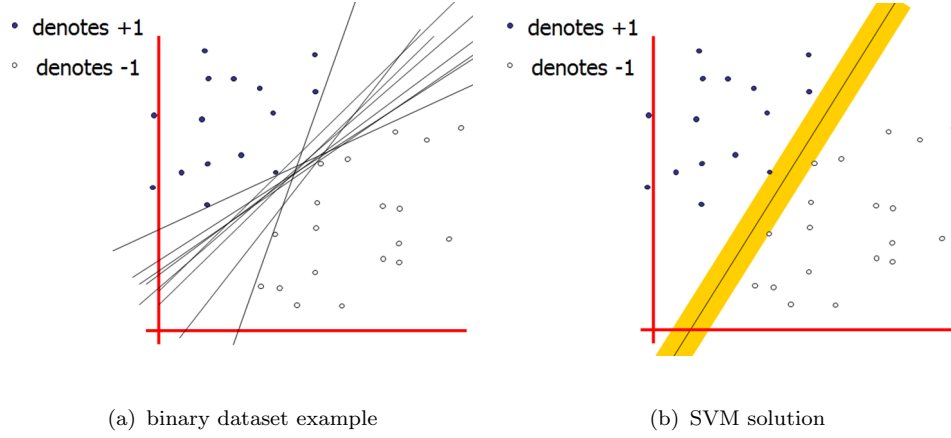 denotes +1
denotes -1
denotes +1
denotes -1
(a) binary dataset example
(b) SVM solution